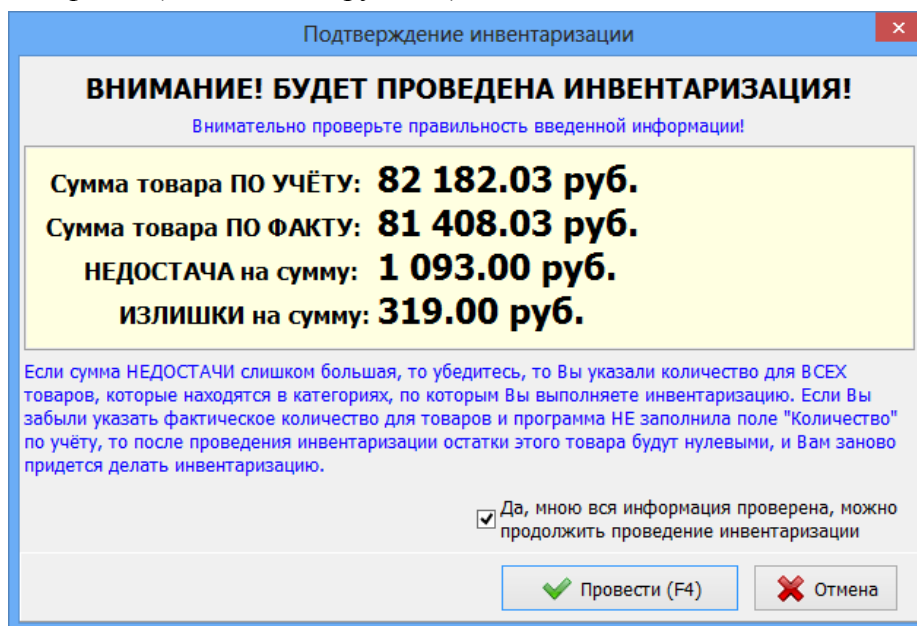 Подтверждение инвентаризации
ВНИМАНИЕ! БУДЕТ ПРОВЕДЕНА ИНВЕНТАРИЗАЦИЯ!
Внимательно проверьте правильность введенной информации!
Сумма товара ПО УЧЁТУ: 82 182.03 руб.
Сумма товара ПО ФАКТУ: 81 408.03 руб.
НЕДОСТАЧА на сумму: 1 093.00 руб.
ИЗЛИШКИ на сумму: 319.00 руб.
Если сумма НЕДОСТАЧИ слишком большая, то убедитесь, то Вы указали количество для ВСЕХ
товаров, которые находятся в категориях, по которым Вы выполняете инвентаризацию. Если Вы
забыли указать фактическое количество для товаров и программа НЕ заполнила поле "Количество"
по учёту, то после проведения инвентаризации остатки этого товара будут нулевыми, и Вам заново
придется делать инвентаризацию.
Да, мною вся информация проверена, можно
продолжить проведение инвентаризации
Провести (F4)
Отмена